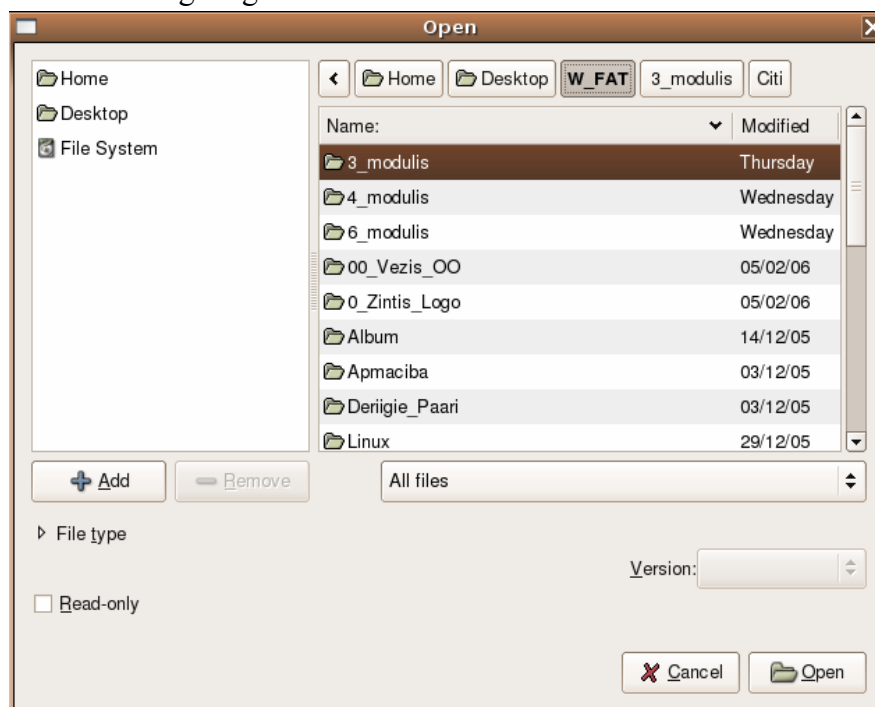 Open
Home
Desktop
File System
Home Desktop W_FAT 3_modulis Citi
Name: Modified
3_modulis Thursday
4_modulis Wednesday
6_modulis Wednesday
00_Vezis_OO 05/02/06
0_Zintis_Logo 05/02/06
Album 14/12/05
Apmaciba 03/12/05
Deriigie_Paari 03/12/05
Linux 29/12/05
Add Remove All files
File type
Version:
Read-only
Cancel Open